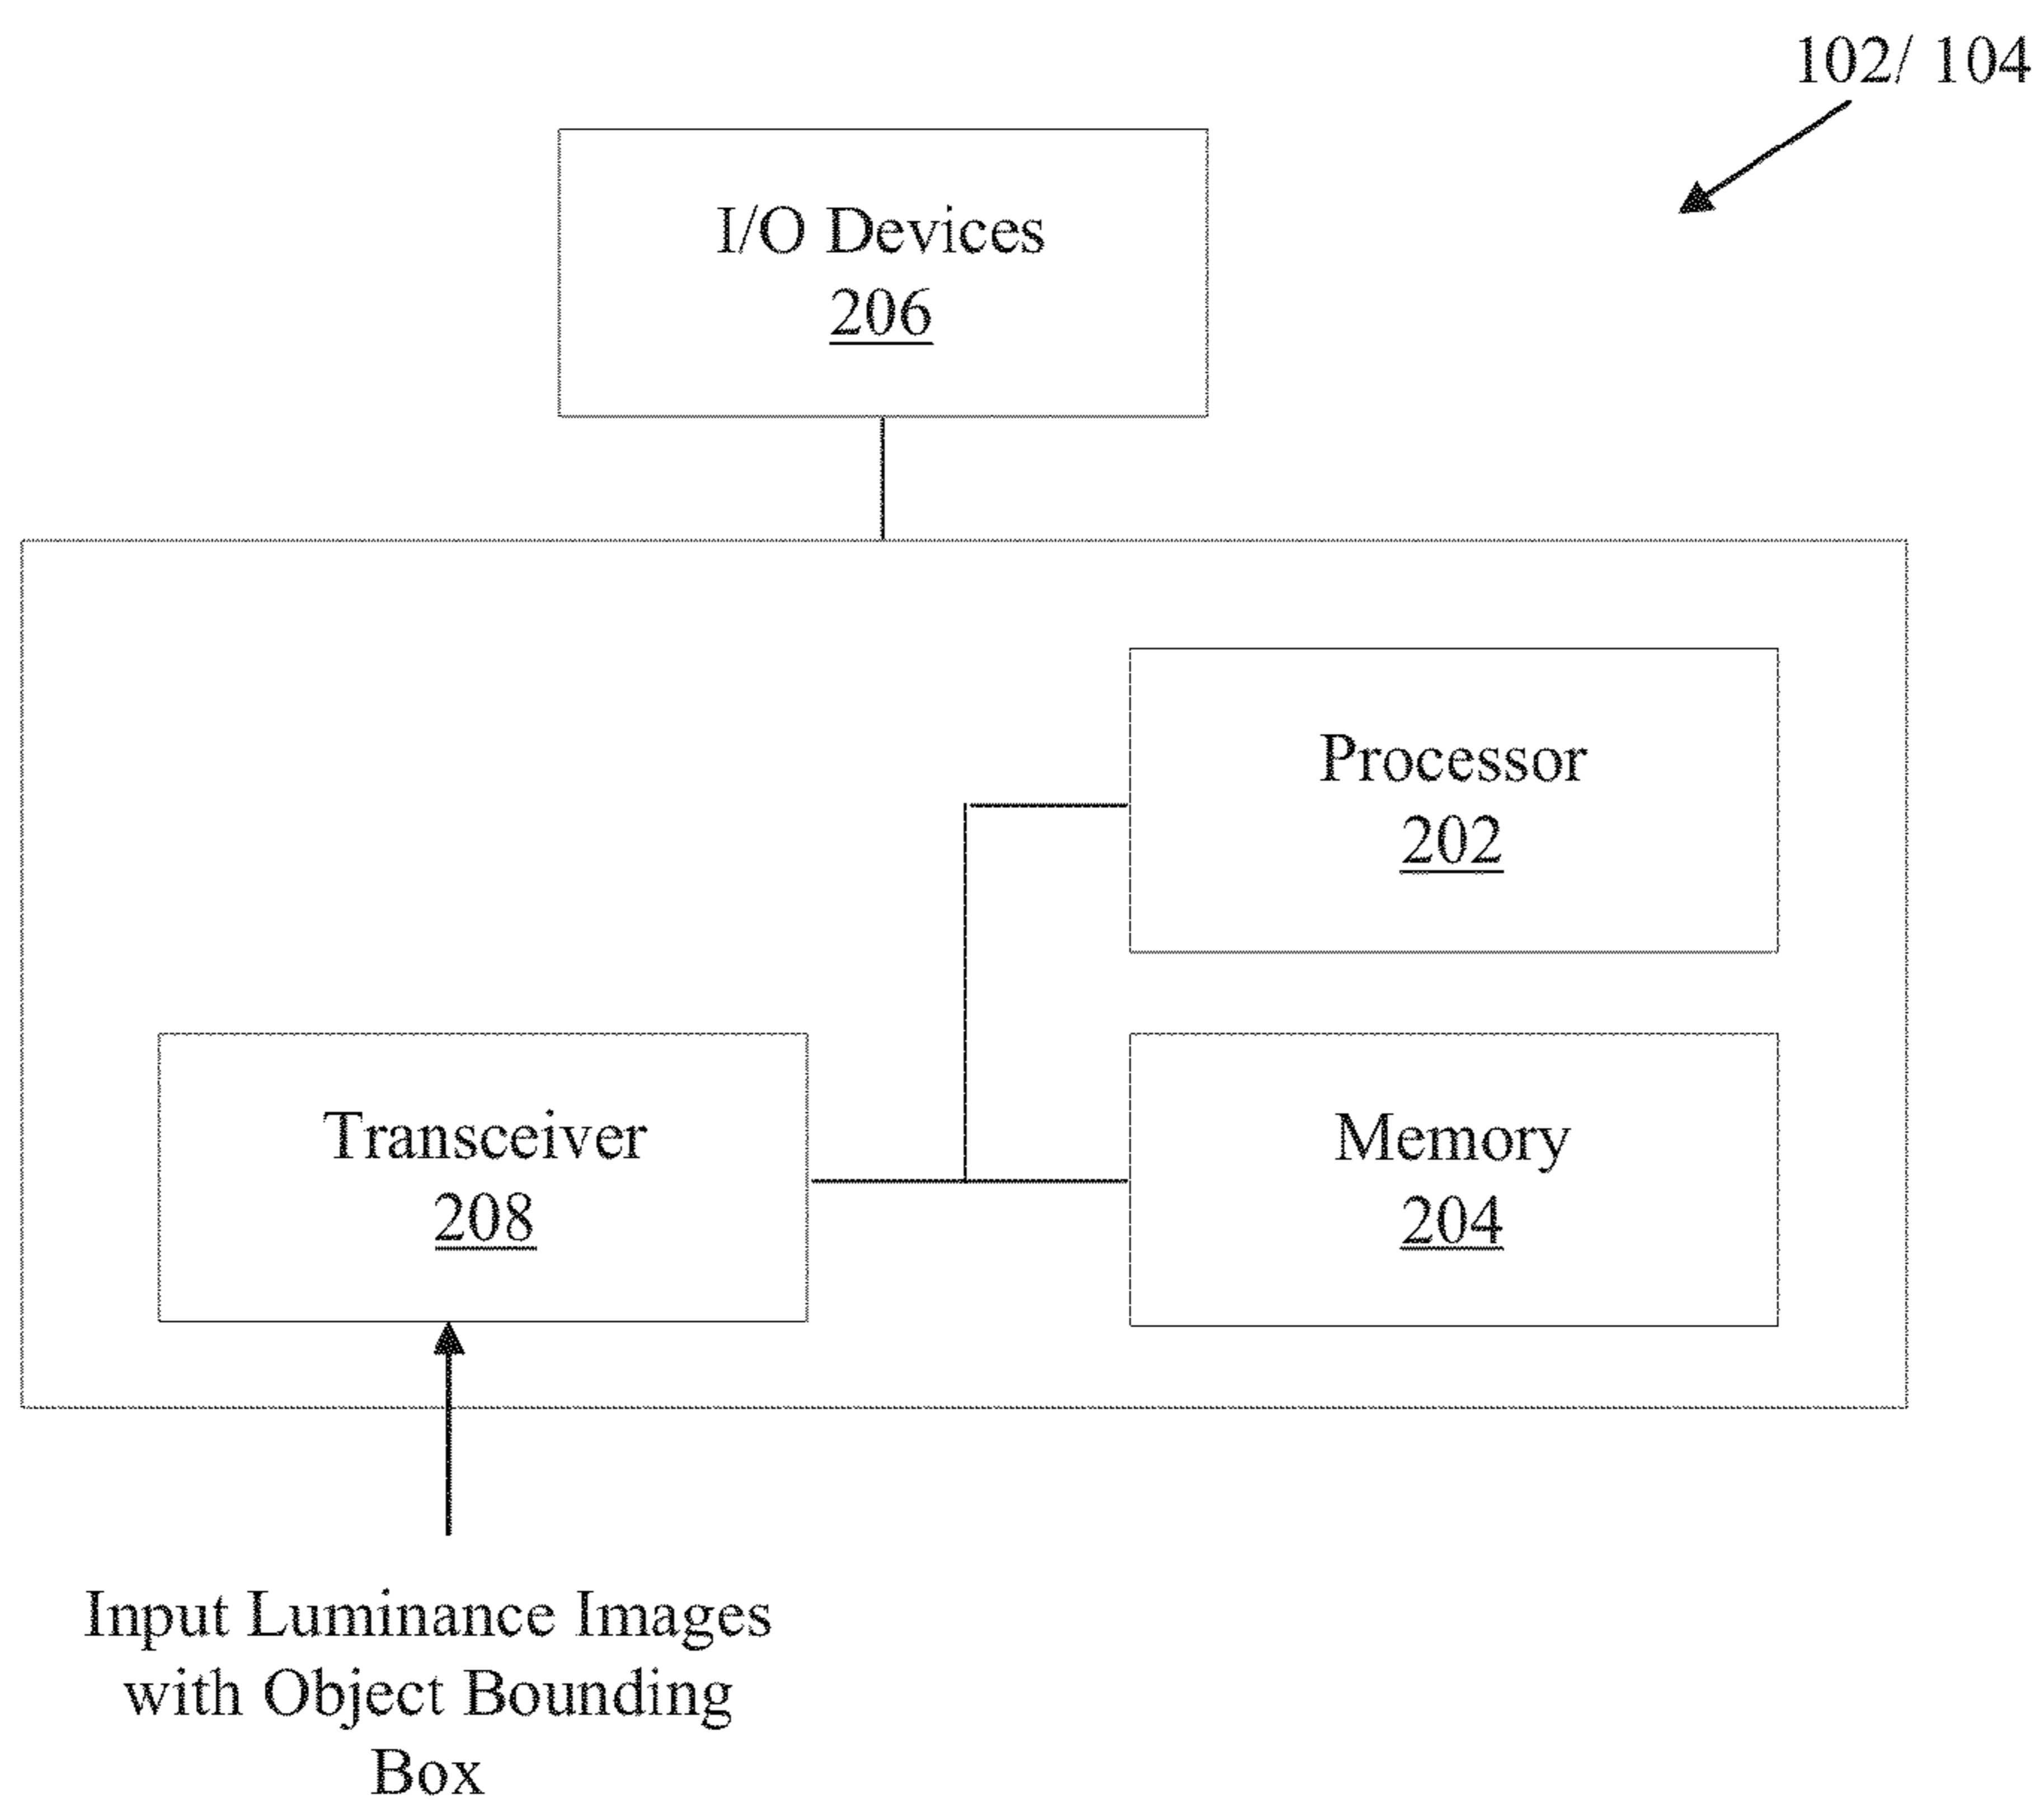 102/ 104
I/O Devices
206
Processor
202
Transceiver
208
Memory
204
Input Luminance Images
with Object Bounding
Box